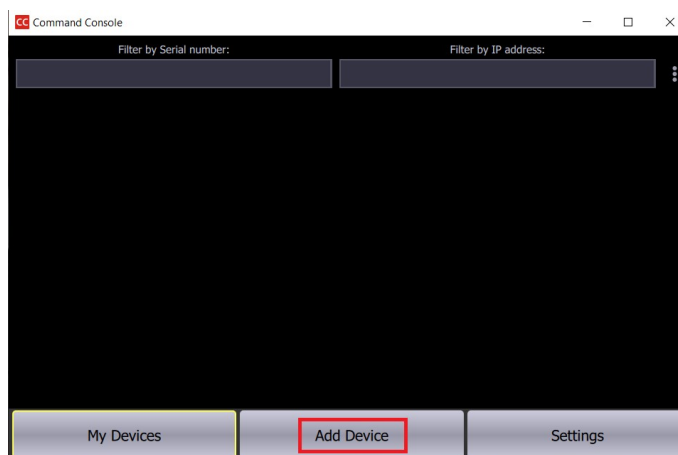 CC Command Console
Filter by Serial number:
Filter by IP address:
My Devices
Add Device
Settings